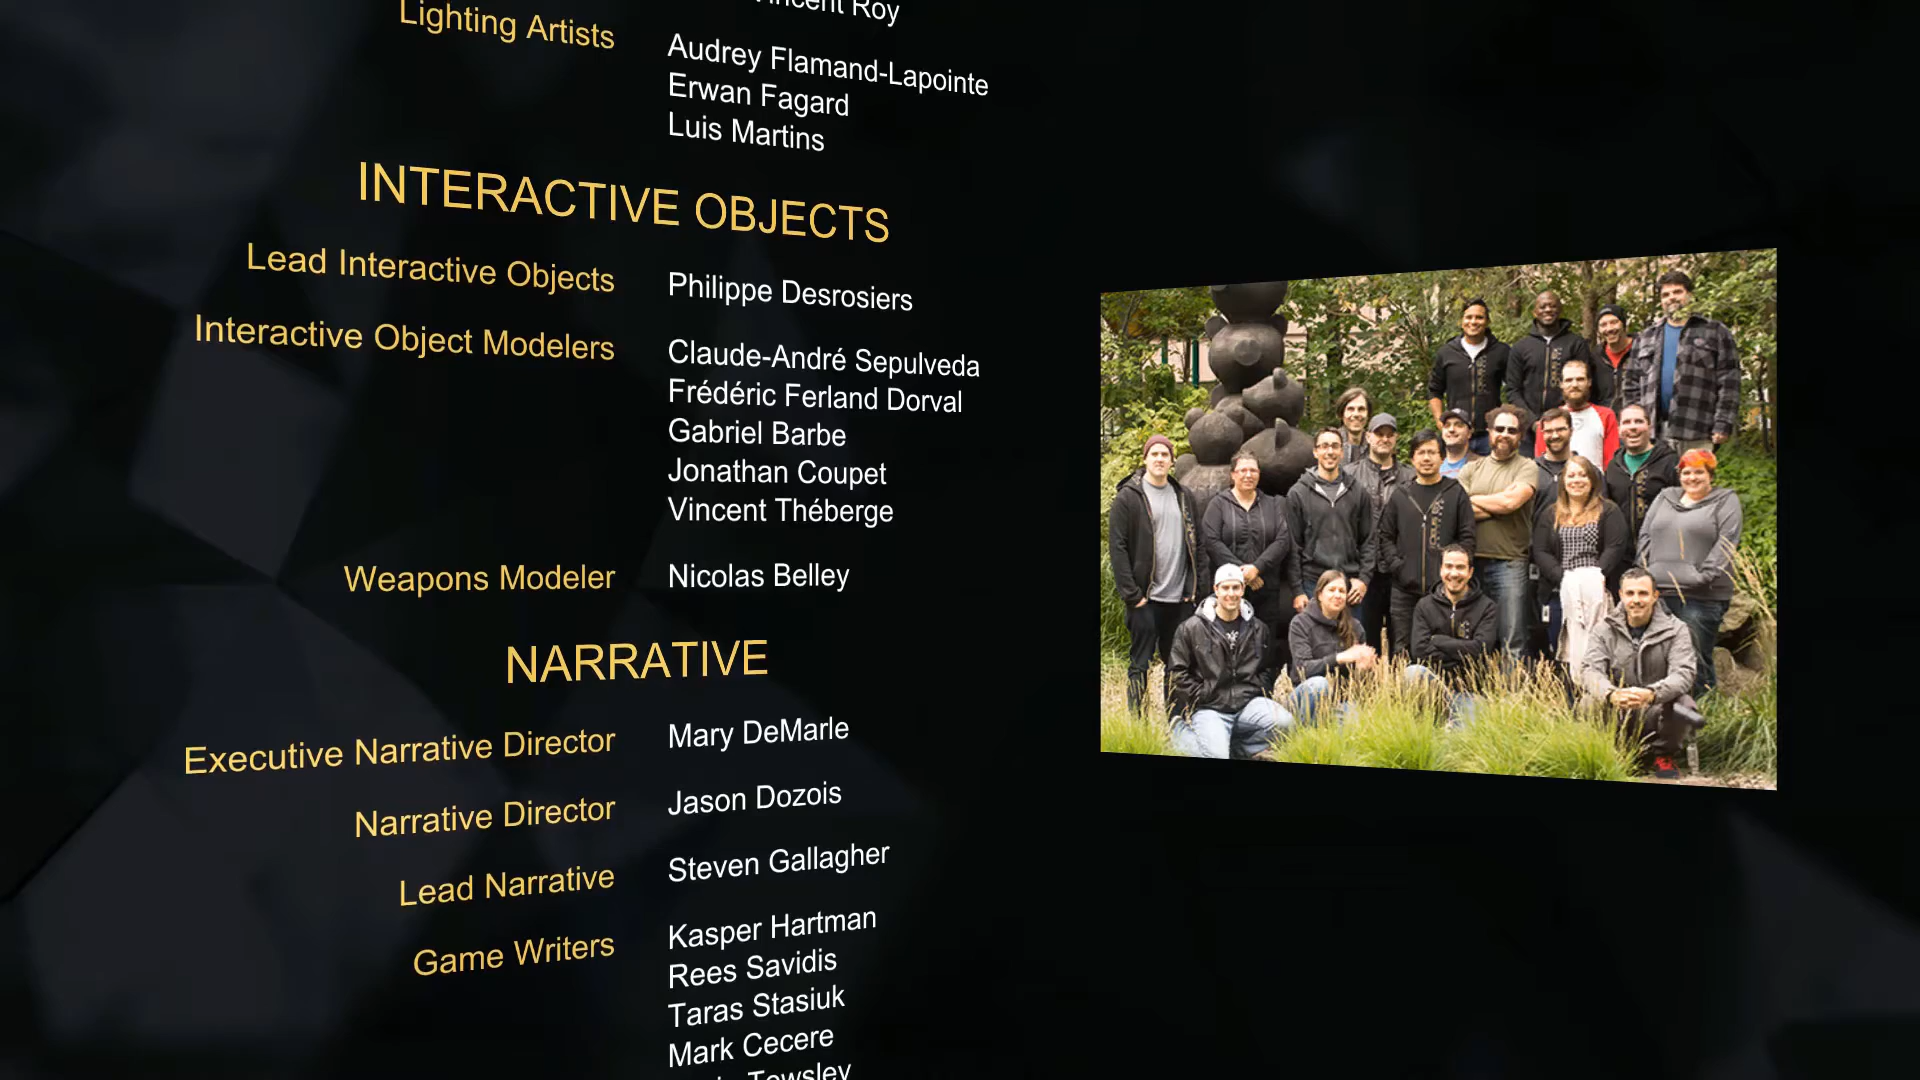 Roy
Lighting Artists
Audrey Flamand-Lapointe
Erwan Fagard
Luis Martins
INTERACTIVE OBJECTS
Lead Interactive Objects
Philippe Desrosiers
Interactive Object Modelers
Claude-André Sepulveda
Frédéric Ferland Dorval
Gabriel Barbe
Jonathan Coupet
Vincent Théberge
Weapons Modeler
Nicolas Belley
NARRATIVE
Executive Narrative Director
Mary DeMarle
Narrative Director
Jason Dozois
Lead Narrative
Steven Gallagher
Game Writers
Kasper Hartman
Rees Savidis
Taras Stasiuk
Mark Cecere